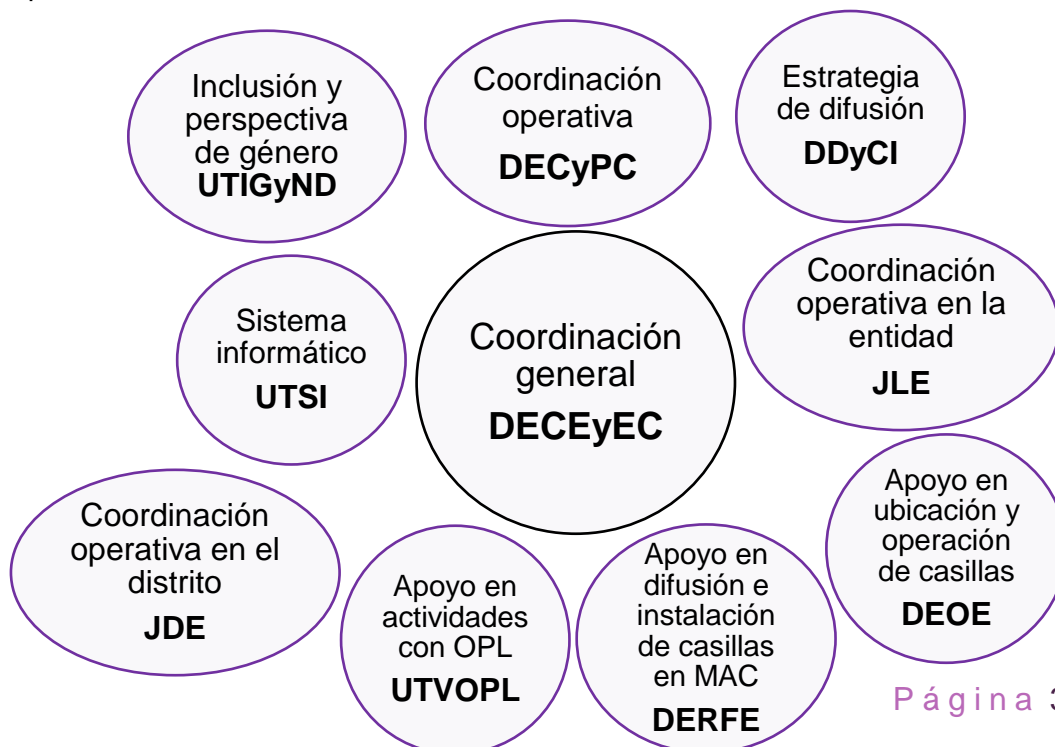 Inclusión y
perspectiva
de género
UTIGyND
Coordinación
operativa
DECyPC
Estrategia
de difusión
DDyCI
Sistema
informático
UTSI
Coordinación
general
DECEyEC
Coordinación
operativa en la
entidad
JLE
Coordinación
operativa en el
distrito
JDE
Apoyo en
actividades
con OPL
UTVOPL
Apoyo en
difusión e
instalación
de casillas
en MAC
DERFE
Apoyo en
ubicación y
operación
de casillas
DEOE
Página 3